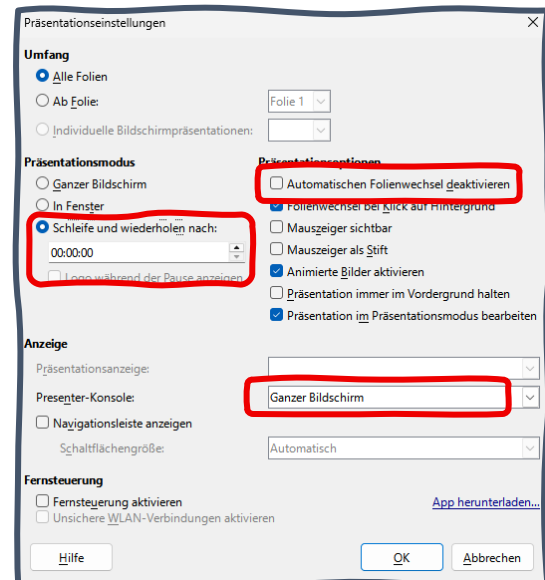 Präsentationseinstellungen
Umfang
Alle Folien
Ab Folie:
Folie 1
Individuelle Bildschirmpräsentationen:
Präsentationsmodus
Ganzer Bildschirm
In Fenster
Schleife und wiederholen nach:
00:00:00
Logo während der Pause anzeigen
Präsentationsoptionen
Automatischen Folienwechsel deaktivieren
Folienwechsel bei Klick auf Hintergrund
Mauszeiger sichtbar
Mauszeiger als Stift
Animierte Bilder aktivieren
Präsentation immer im Vordergrund halten
Präsentation im Präsentationsmodus bearbeiten
Anzeige
Präsentationsanzeige:
Presenter-Konsole:
Ganzer Bildschirm
Navigationsleiste anzeigen
Schaltflächengröße:
Automatisch
Fernsteuerung
Fernsteuerung aktivieren
App herunterladen...
Unsichere WLAN-Verbindungen aktivieren
Hilfe
OK
Abbrechen